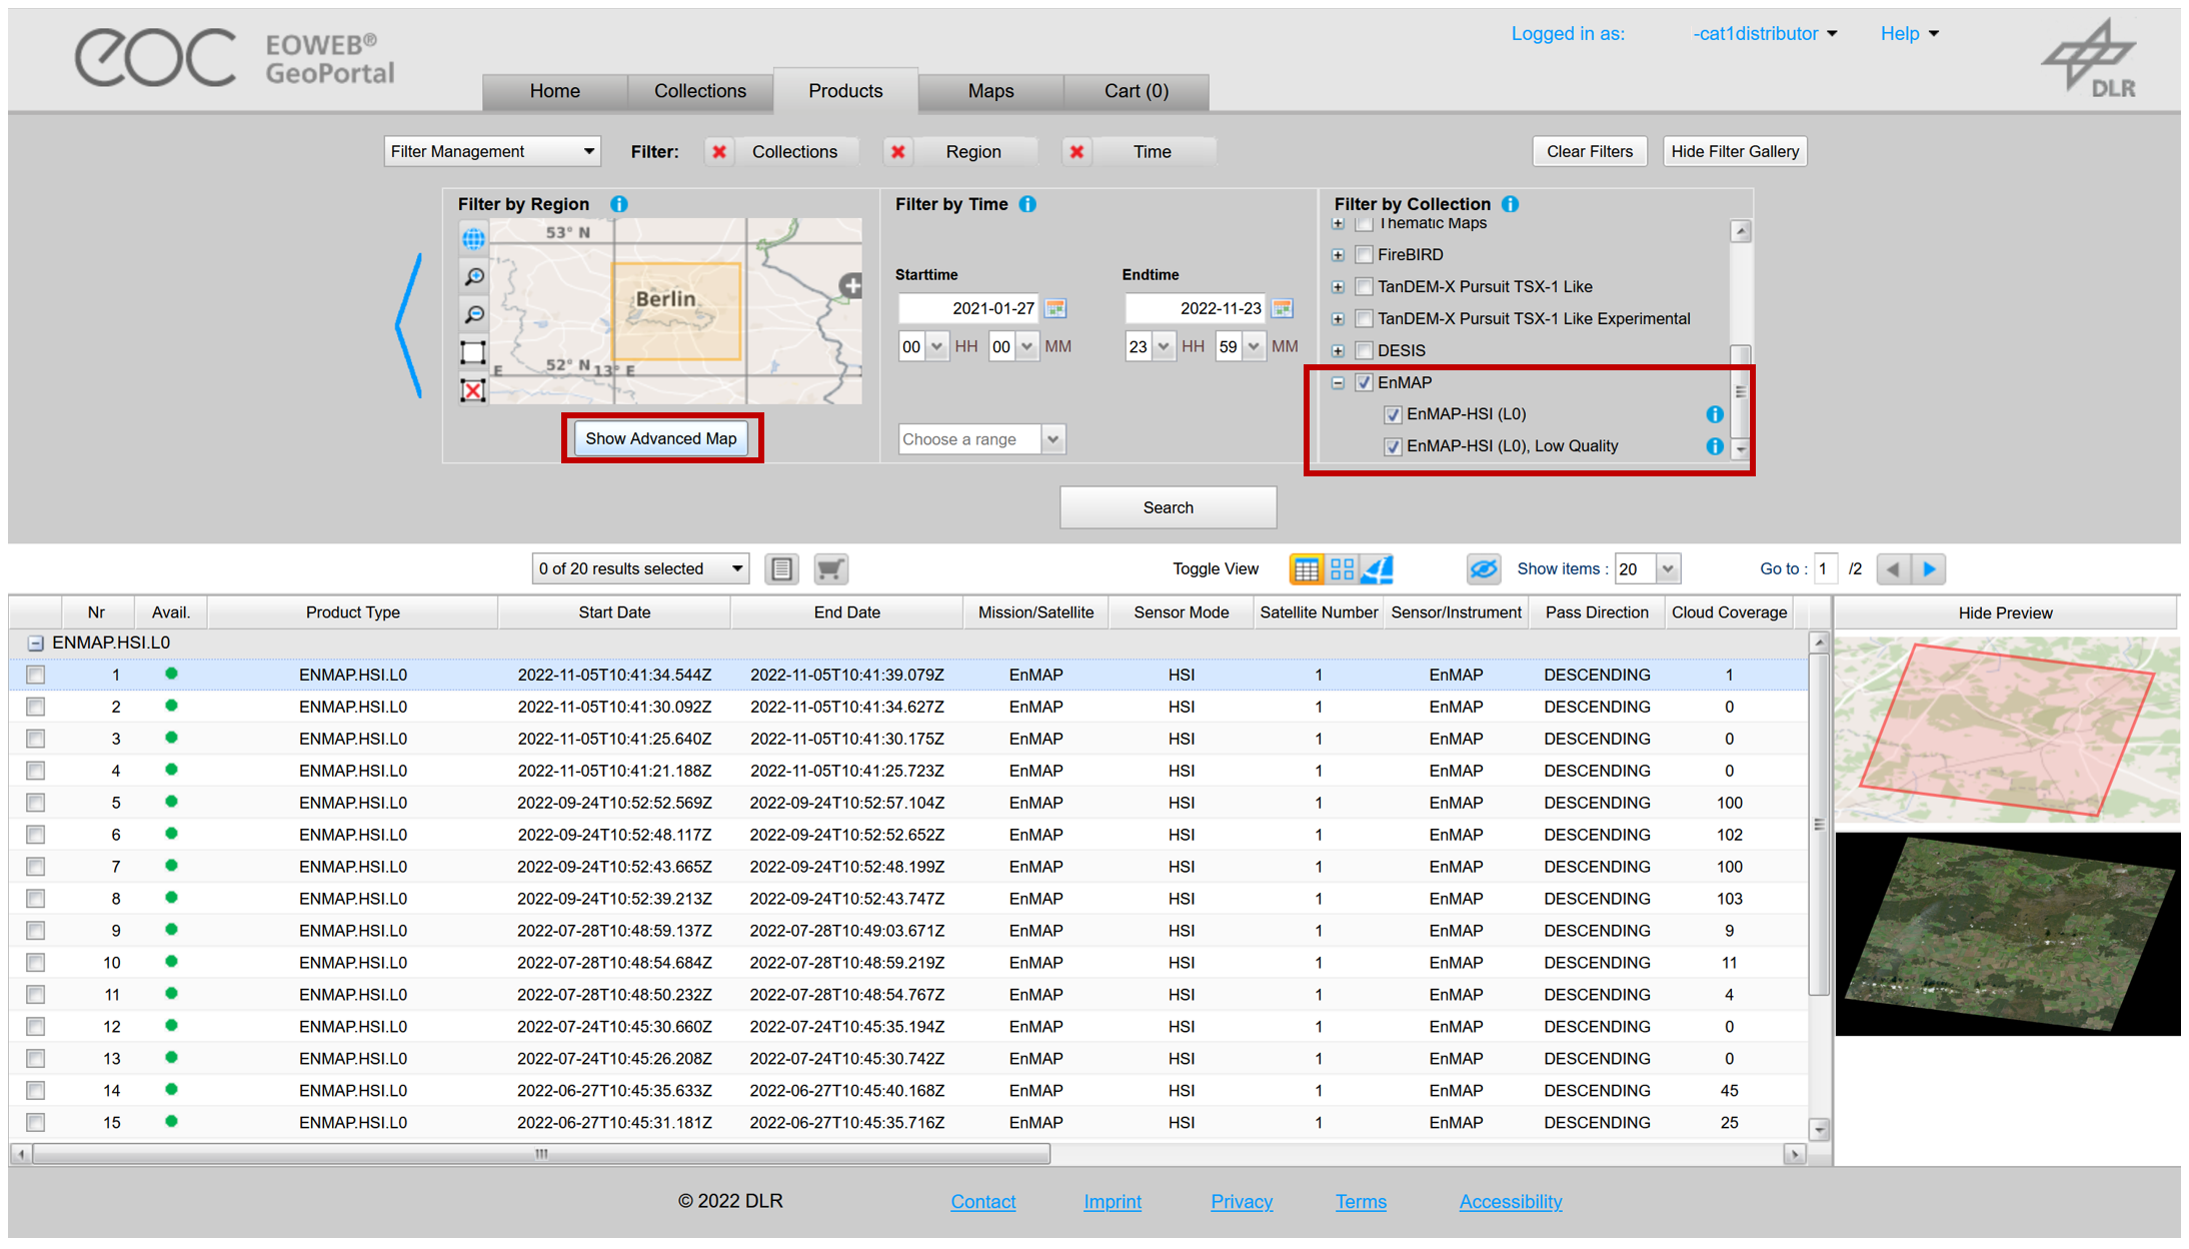 eoc EOWEB® GeoPortal
Logged in as: -cat1distributor Help
DLR
Home Collections Products Maps Cart (0)
Filter Management Filter: Collections Region Time Clear Filters Hide Filter Gallery
Filter by Region Filter by Time Filter by Collection
53° N
Berlin
52° N 13° E
E
Show Advanced Map
Starttime Endtime
2021-01-27 2022-11-23
00 HH 00 MM 23 HH 59 MM
Choose a range
Thematic Maps
FireBIRD
TanDEM-X Pursuit TSX-1 Like
TanDEM-X Pursuit TSX-1 Like Experimental
DESIS
EnMAP
EnMAP-HSI (L0)
EnMAP-HSI (L0), Low Quality
Search
0 of 20 results selected Toggle View Show items : 20 Go to : 1 /2
Nr Avail. Product Type Start Date End Date Mission/Satellite Sensor Mode Satellite Number Sensor/Instrument Pass Direction Cloud Coverage Hide Preview
ENMAP.HSI.L0
1 ENMAP.HSI.L0 2022-11-05T10:41:34.544Z 2022-11-05T10:41:39.079Z EnMAP HSI 1 EnMAP DESCENDING 1
2 ENMAP.HSI.L0 2022-11-05T10:41:30.092Z 2022-11-05T10:41:34.627Z EnMAP HSI 1 EnMAP DESCENDING 0
3 ENMAP.HSI.L0 2022-11-05T10:41:25.640Z 2022-11-05T10:41:30.175Z EnMAP HSI 1 EnMAP DESCENDING 0
4 ENMAP.HSI.L0 2022-11-05T10:41:21.188Z 2022-11-05T10:41:25.723Z EnMAP HSI 1 EnMAP DESCENDING 0
5 ENMAP.HSI.L0 2022-09-24T10:52:52.569Z 2022-09-24T10:52:57.104Z EnMAP HSI 1 EnMAP DESCENDING 100
6 ENMAP.HSI.L0 2022-09-24T10:52:48.117Z 2022-09-24T10:52:52.652Z EnMAP HSI 1 EnMAP DESCENDING 102
7 ENMAP.HSI.L0 2022-09-24T10:52:43.665Z 2022-09-24T10:52:48.199Z EnMAP HSI 1 EnMAP DESCENDING 100
8 ENMAP.HSI.L0 2022-09-24T10:52:39.213Z 2022-09-24T10:52:43.747Z EnMAP HSI 1 EnMAP DESCENDING 103
9 ENMAP.HSI.L0 2022-07-28T10:48:59.137Z 2022-07-28T10:49:03.671Z EnMAP HSI 1 EnMAP DESCENDING 9
10 ENMAP.HSI.L0 2022-07-28T10:48:54.684Z 2022-07-28T10:48:59.219Z EnMAP HSI 1 EnMAP DESCENDING 11
11 ENMAP.HSI.L0 2022-07-28T10:48:50.232Z 2022-07-28T10:48:54.767Z EnMAP HSI 1 EnMAP DESCENDING 4
12 ENMAP.HSI.L0 2022-07-24T10:45:30.660Z 2022-07-24T10:45:35.194Z EnMAP HSI 1 EnMAP DESCENDING 0
13 ENMAP.HSI.L0 2022-07-24T10:45:26.208Z 2022-07-24T10:45:30.742Z EnMAP HSI 1 EnMAP DESCENDING 0
14 ENMAP.HSI.L0 2022-06-27T10:45:35.633Z 2022-06-27T10:45:40.168Z EnMAP HSI 1 EnMAP DESCENDING 45
15 ENMAP.HSI.L0 2022-06-27T10:45:31.181Z 2022-06-27T10:45:35.716Z EnMAP HSI 1 EnMAP DESCENDING 25
© 2022 DLR Contact Imprint Privacy Terms Accessibility